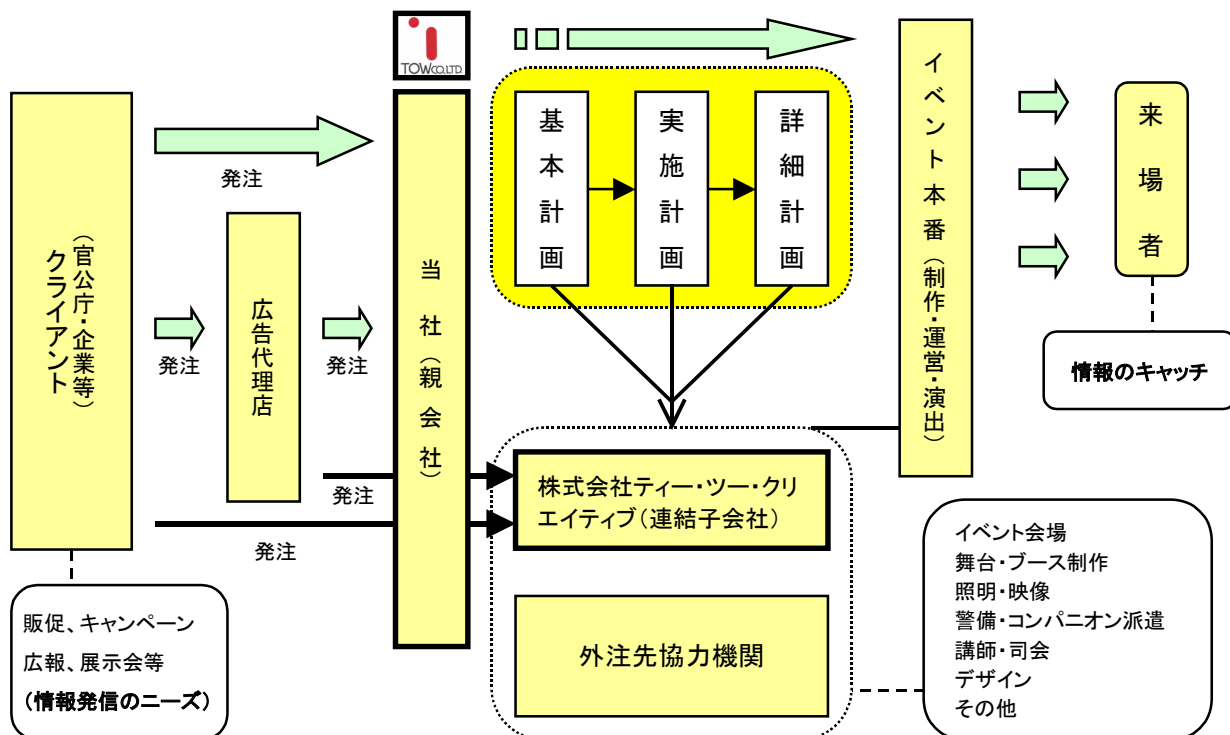 TOW CO.LTD.
クライアント
(官公庁・企業等)
発注
発注
広告代理店
発注
当社(親会社)
基本計画
実施計画
詳細計画
イベント本番(制作・運営・演出)
来場者
情報のキャッチ
発注
発注
株式会社ティー・ツー・クリ
エイティブ(連結子会社)
外注先協力機関
販促、キャンペーン
広報、展示会等
(情報発信のニーズ)
イベント会場
舞台・ブース制作
照明・映像
警備・コンパニオン派遣
講師・司会
デザイン
その他